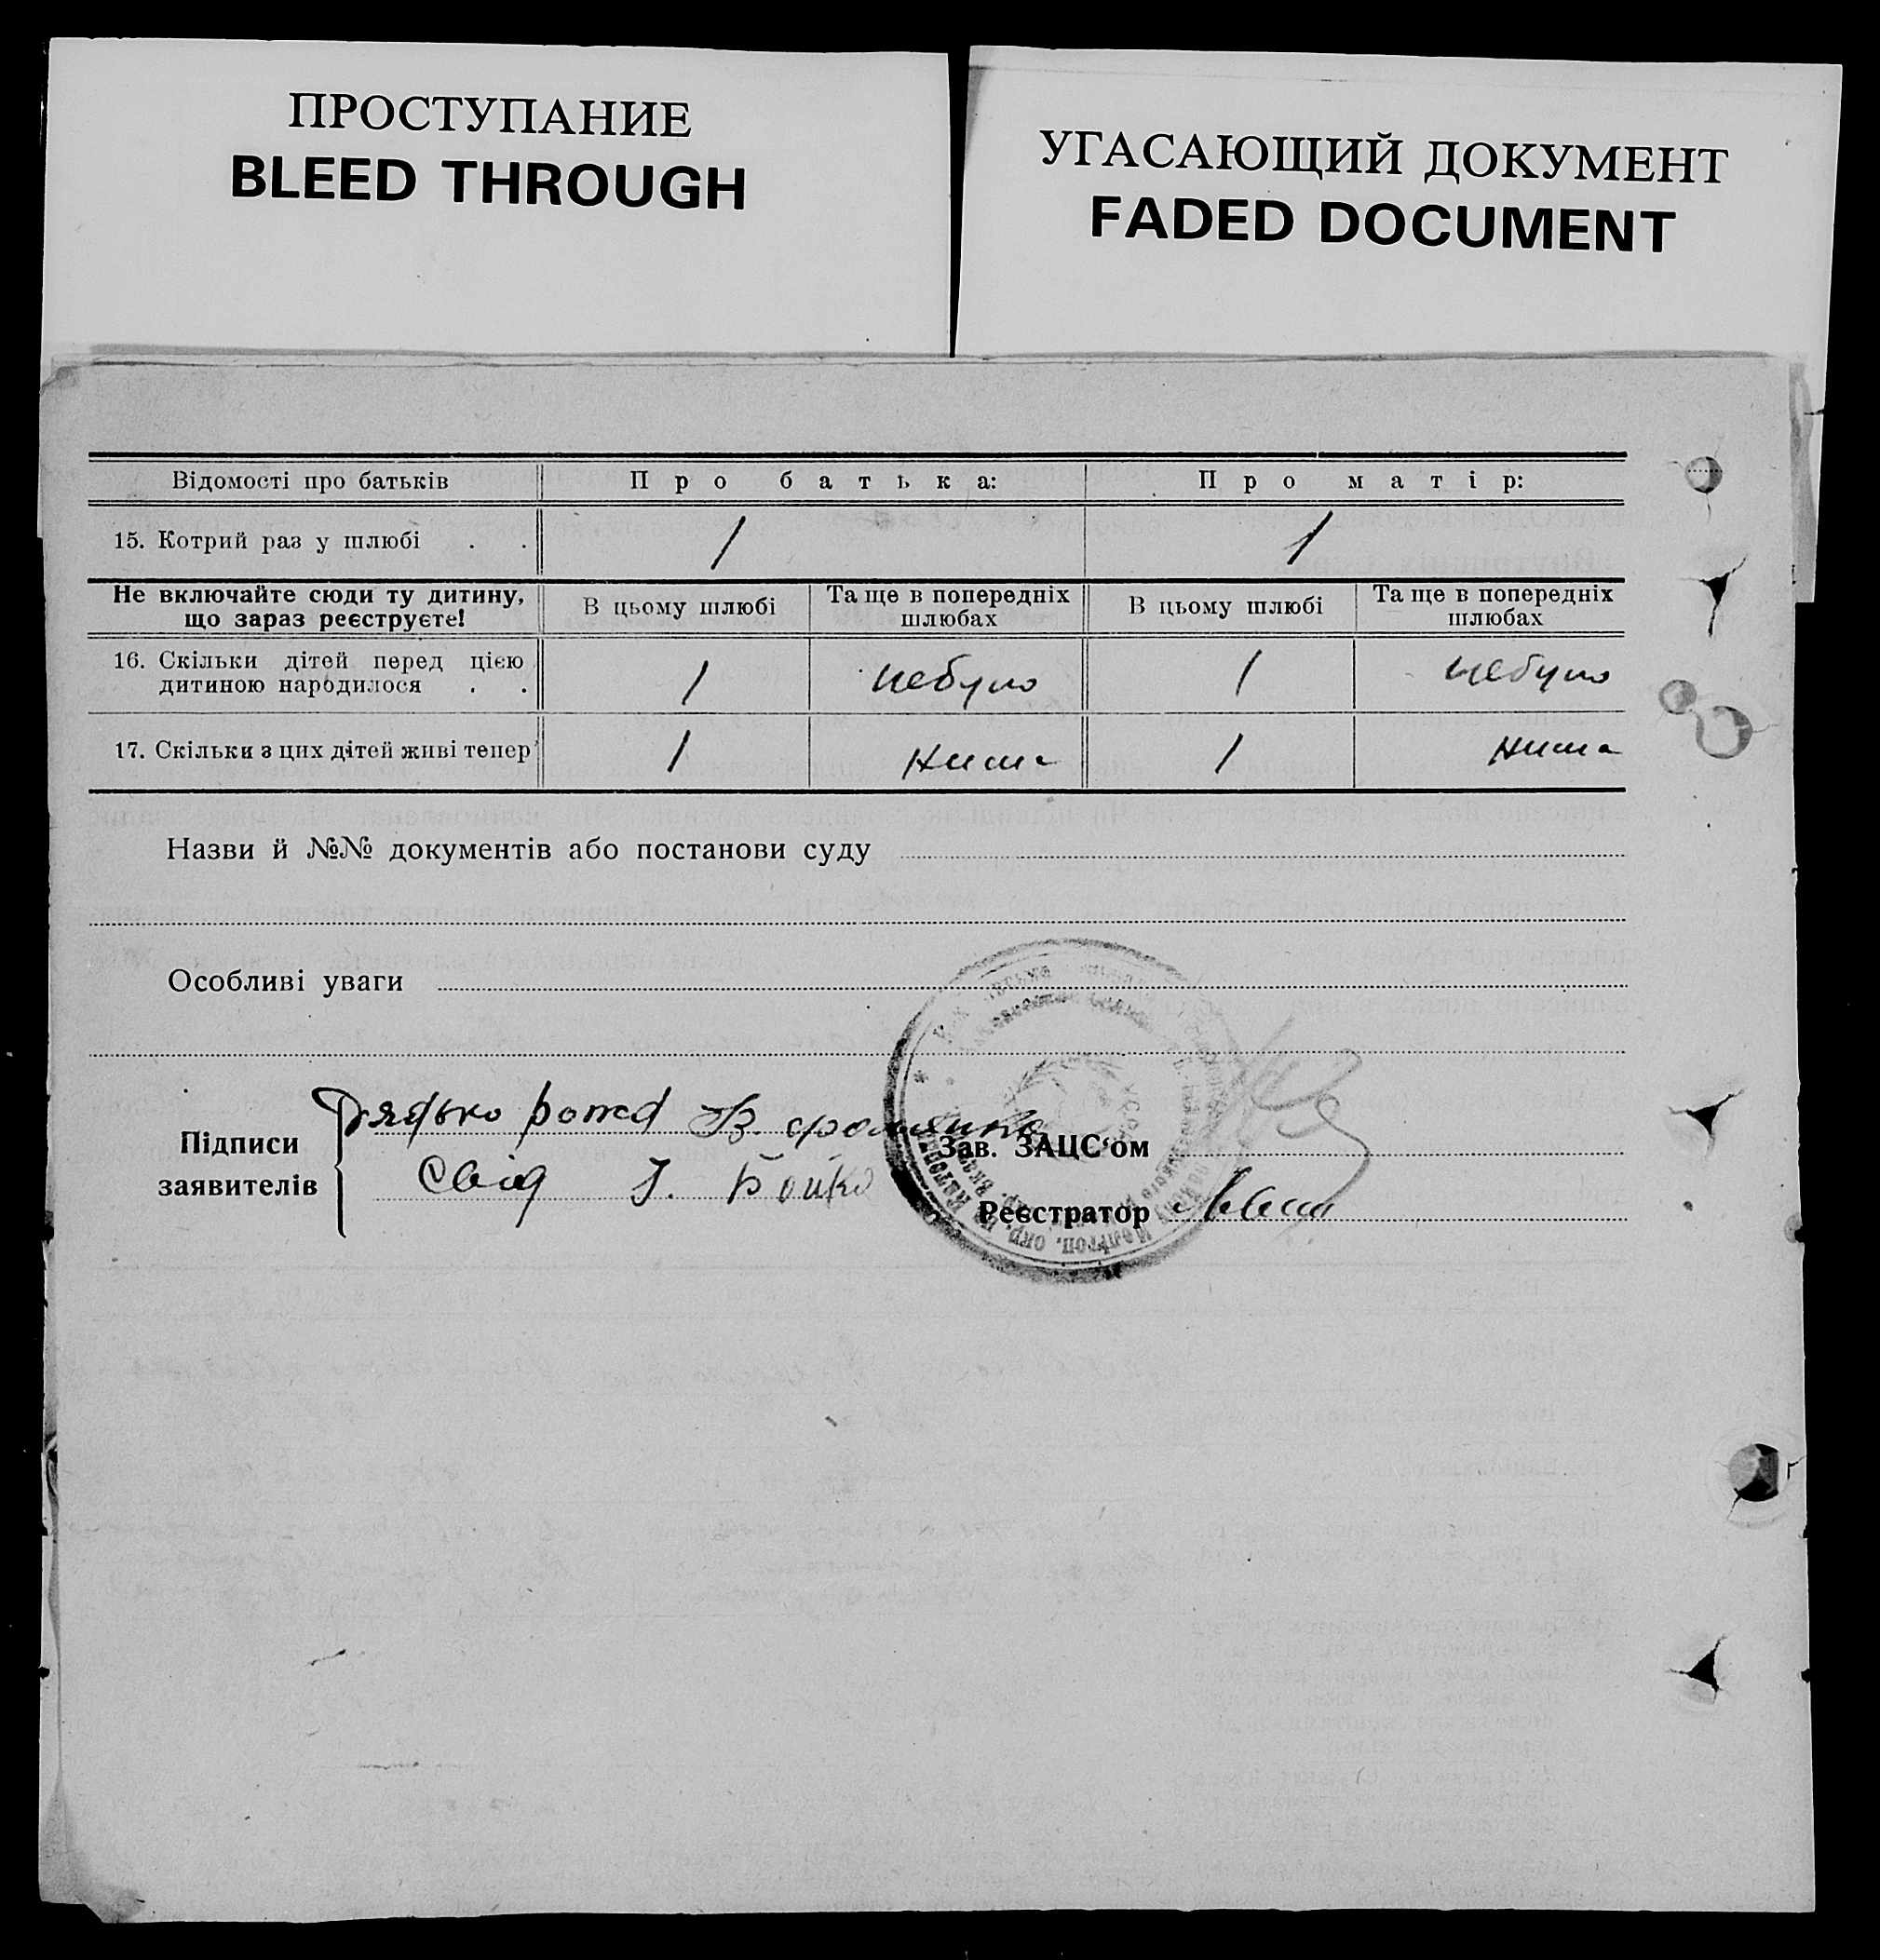 ПРОСТУПАНИЕ
BLEED THROUGH
УГАСАЮЩИЙ ДОКУМЕНТ
FADED DOCUMENT
Відомості про батьків Про батька: Про матір:
15. Котрий раз у шлюбі . . 1 1
Не включайте сюди ту дитину, що зараз реєструєте! В цьому шлюбі Та ще в попередніх шлюбах В цьому шлюбі Та ще в попередніх шлюбах
16. Скільки дітей перед цією
дитиною народилося . . 1 небуло 1 небуло
17. Скільки з цих дітей живі тепер 1 1
Назви й №№ документів або постанови суду
Особливі уваги
Підписи
заявителів
В.
Свід І. Бойко
Зав. ЗАЦС'ом
Реєстратор